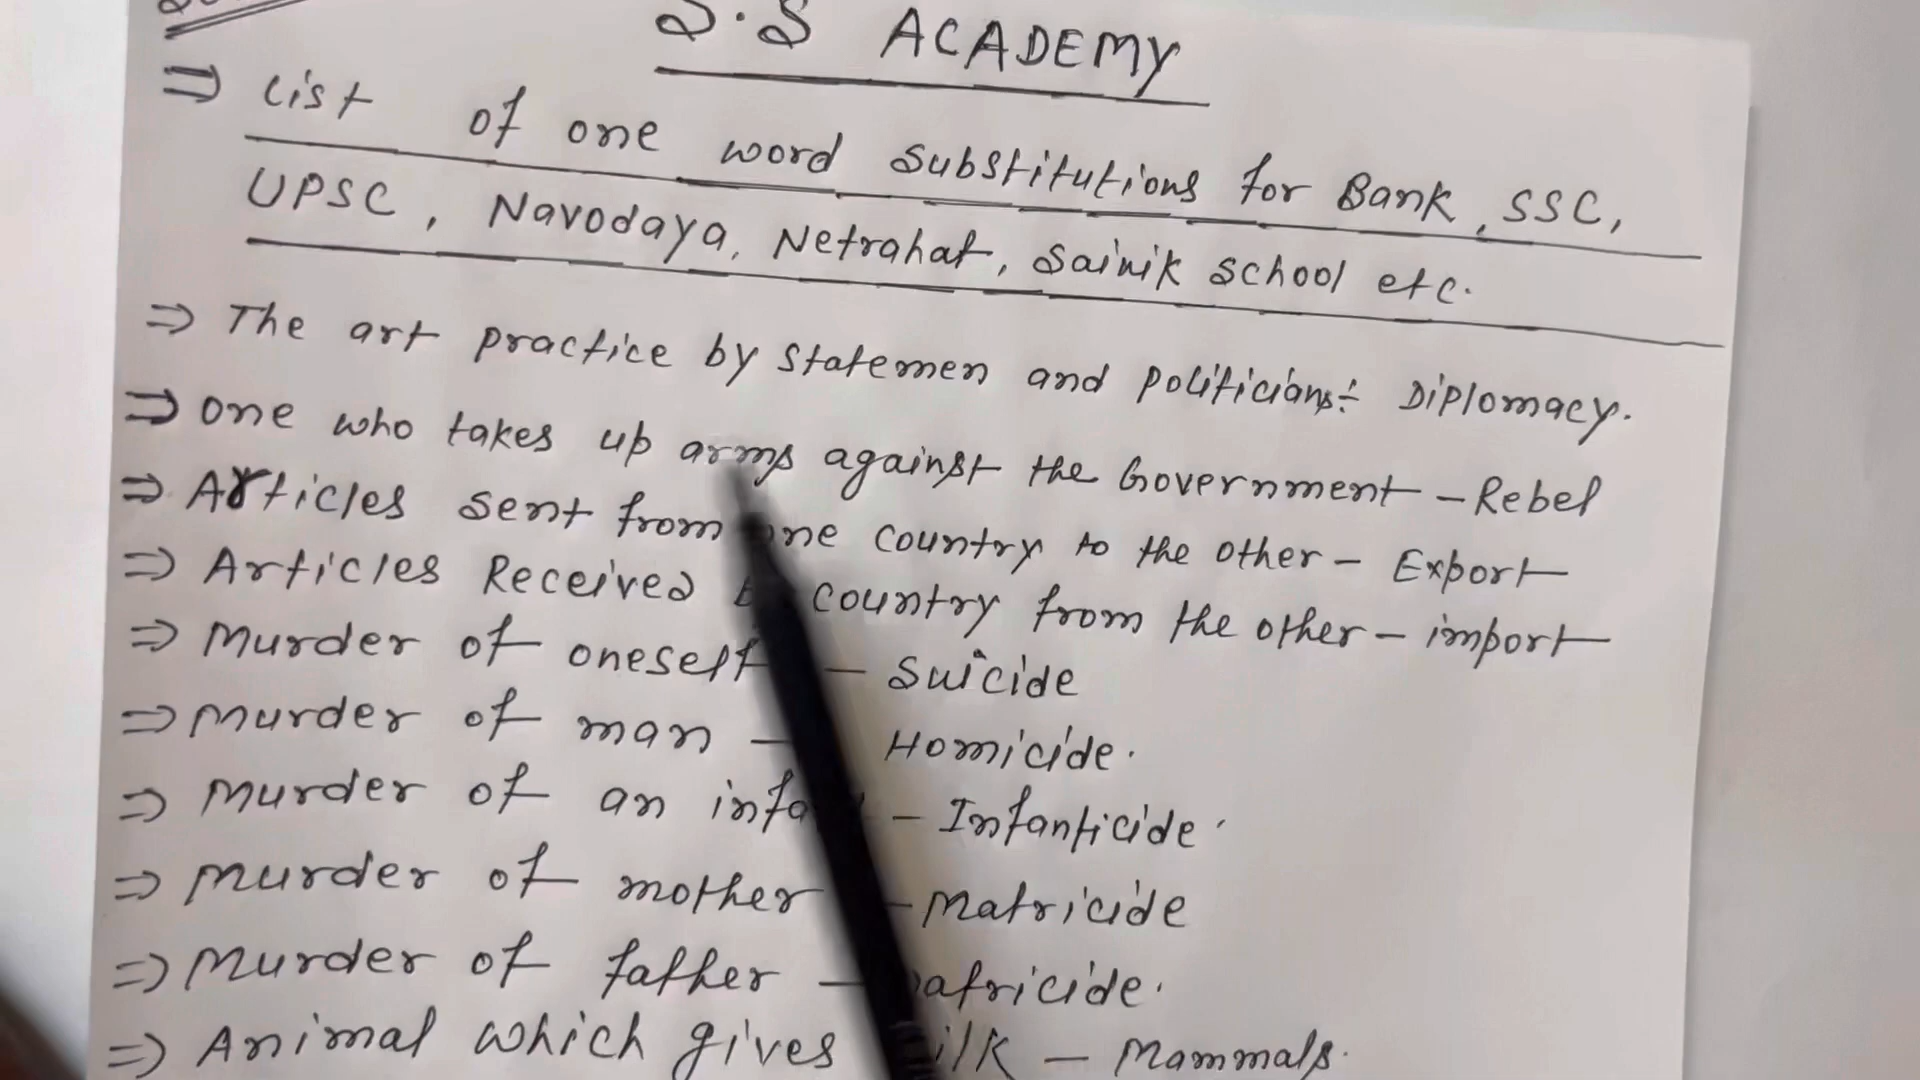 S.S ACADEMY
⇒ List of one word substitutions for Bank, SSC,
UPSC, Navodaya, Netrahat, Sainik School etc.
⇒ The art practice by Statemen and Politicians: Diplomacy.
⇒ One who takes up arms against the Government – Rebel
⇒ Articles sent from one country to the other – Export
⇒ Articles Received country from the other – import
⇒ Murder of oneself – Suicide
⇒ Murder of man – Homicide.
⇒ Murder of an – Infanticide.
⇒ Murder of mother – Matricide
⇒ Murder of father –
⇒ Animal which gives – Mammals.